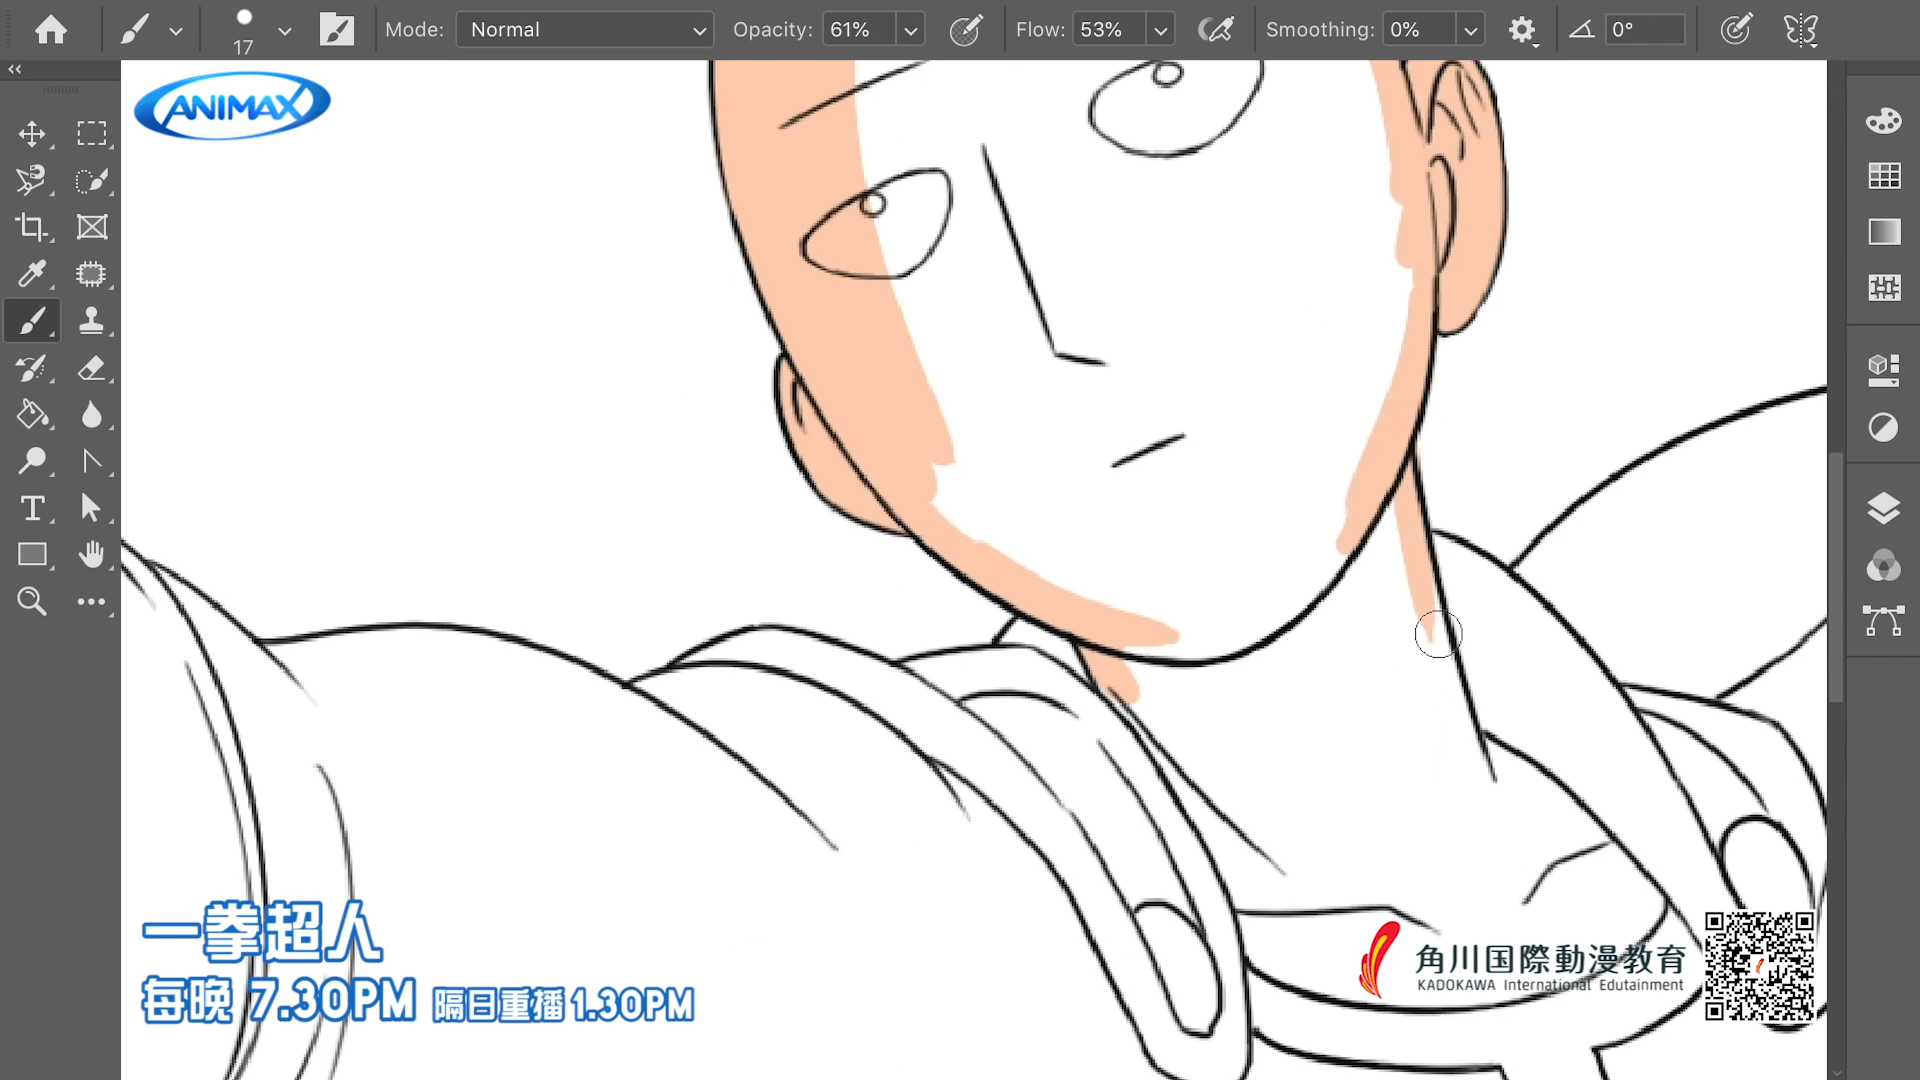 17
Mode: Normal Opacity: 61% Flow: 53% Smoothing: 0% 0°
ANIMAX
T
一拳超人
每晚 7.30PM 隔日重播 1.30PM
角川国際動漫教育
KADOKAWA International Edutainment